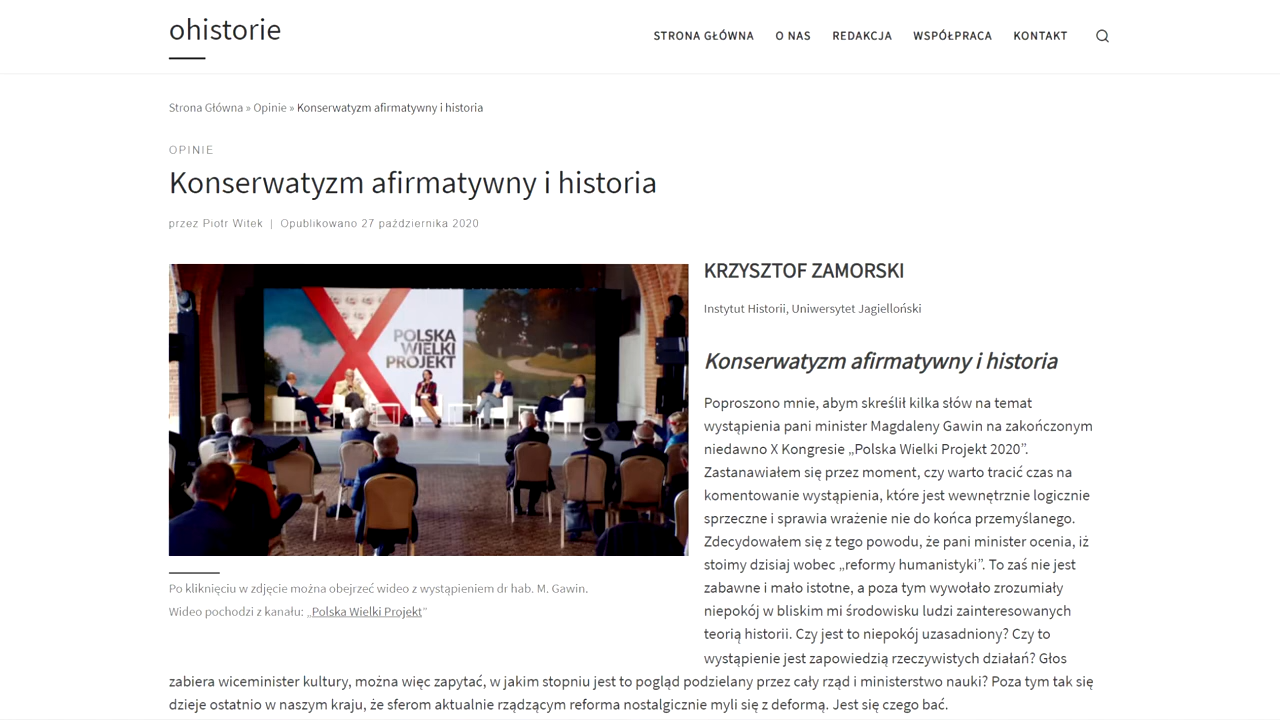 ohistorie
STRONA GŁÓWNA O NAS REDAKCJA WSPÓŁPRACA KONTAKT
Strona Główna » Opinie » Konserwatyzm afirmatywny i historia
OPINIE
Konserwatyzm afirmatywny i historia
przez Piotr Witek | Opublikowano 27 października 2020
POLSKA
WIELKI
PROJEKT
Po kliknięciu w zdjęcie można obejrzeć wideo z wystąpieniem dr hab. M. Gawin.
Wideo pochodzi z kanału: „Polska Wielki Projekt”
KRZYSZTOF ZAMORSKI
Instytut Historii, Uniwersytet Jagielloński
Konserwatyzm afirmatywny i historia
Poproszono mnie, abym skreślił kilka słów na temat
wystąpienia pani minister Magdaleny Gawin na zakończonym
niedawno X Kongresie „Polska Wielki Projekt 2020”.
Zastanawiałem się przez moment, czy warto tracić czas na
komentowanie wystąpienia, które jest wewnętrznie logicznie
sprzeczne i sprawia wrażenie nie do końca przemyślanego.
Zdecydowałem się z tego powodu, że pani minister ocenia, iż
stoimy dzisiaj wobec „reformy humanistyki”. To zaś nie jest
zabawne i mało istotne, a poza tym wywołało zrozumiały
niepokój w bliskim mi środowisku ludzi zainteresowanych
teorią historii. Czy jest to niepokój uzasadniony? Czy to
wystąpienie jest zapowiedzią rzeczywistych działań? Głos
zabiera wiceminister kultury, można więc zapytać, w jakim stopniu jest to pogląd podzielany przez cały rząd i ministerstwo nauki? Poza tym tak się
dzieje ostatnio w naszym kraju, że sferom aktualnie rządzącym reforma nostalgicznie myli się z deformą. Jest się czego bać.